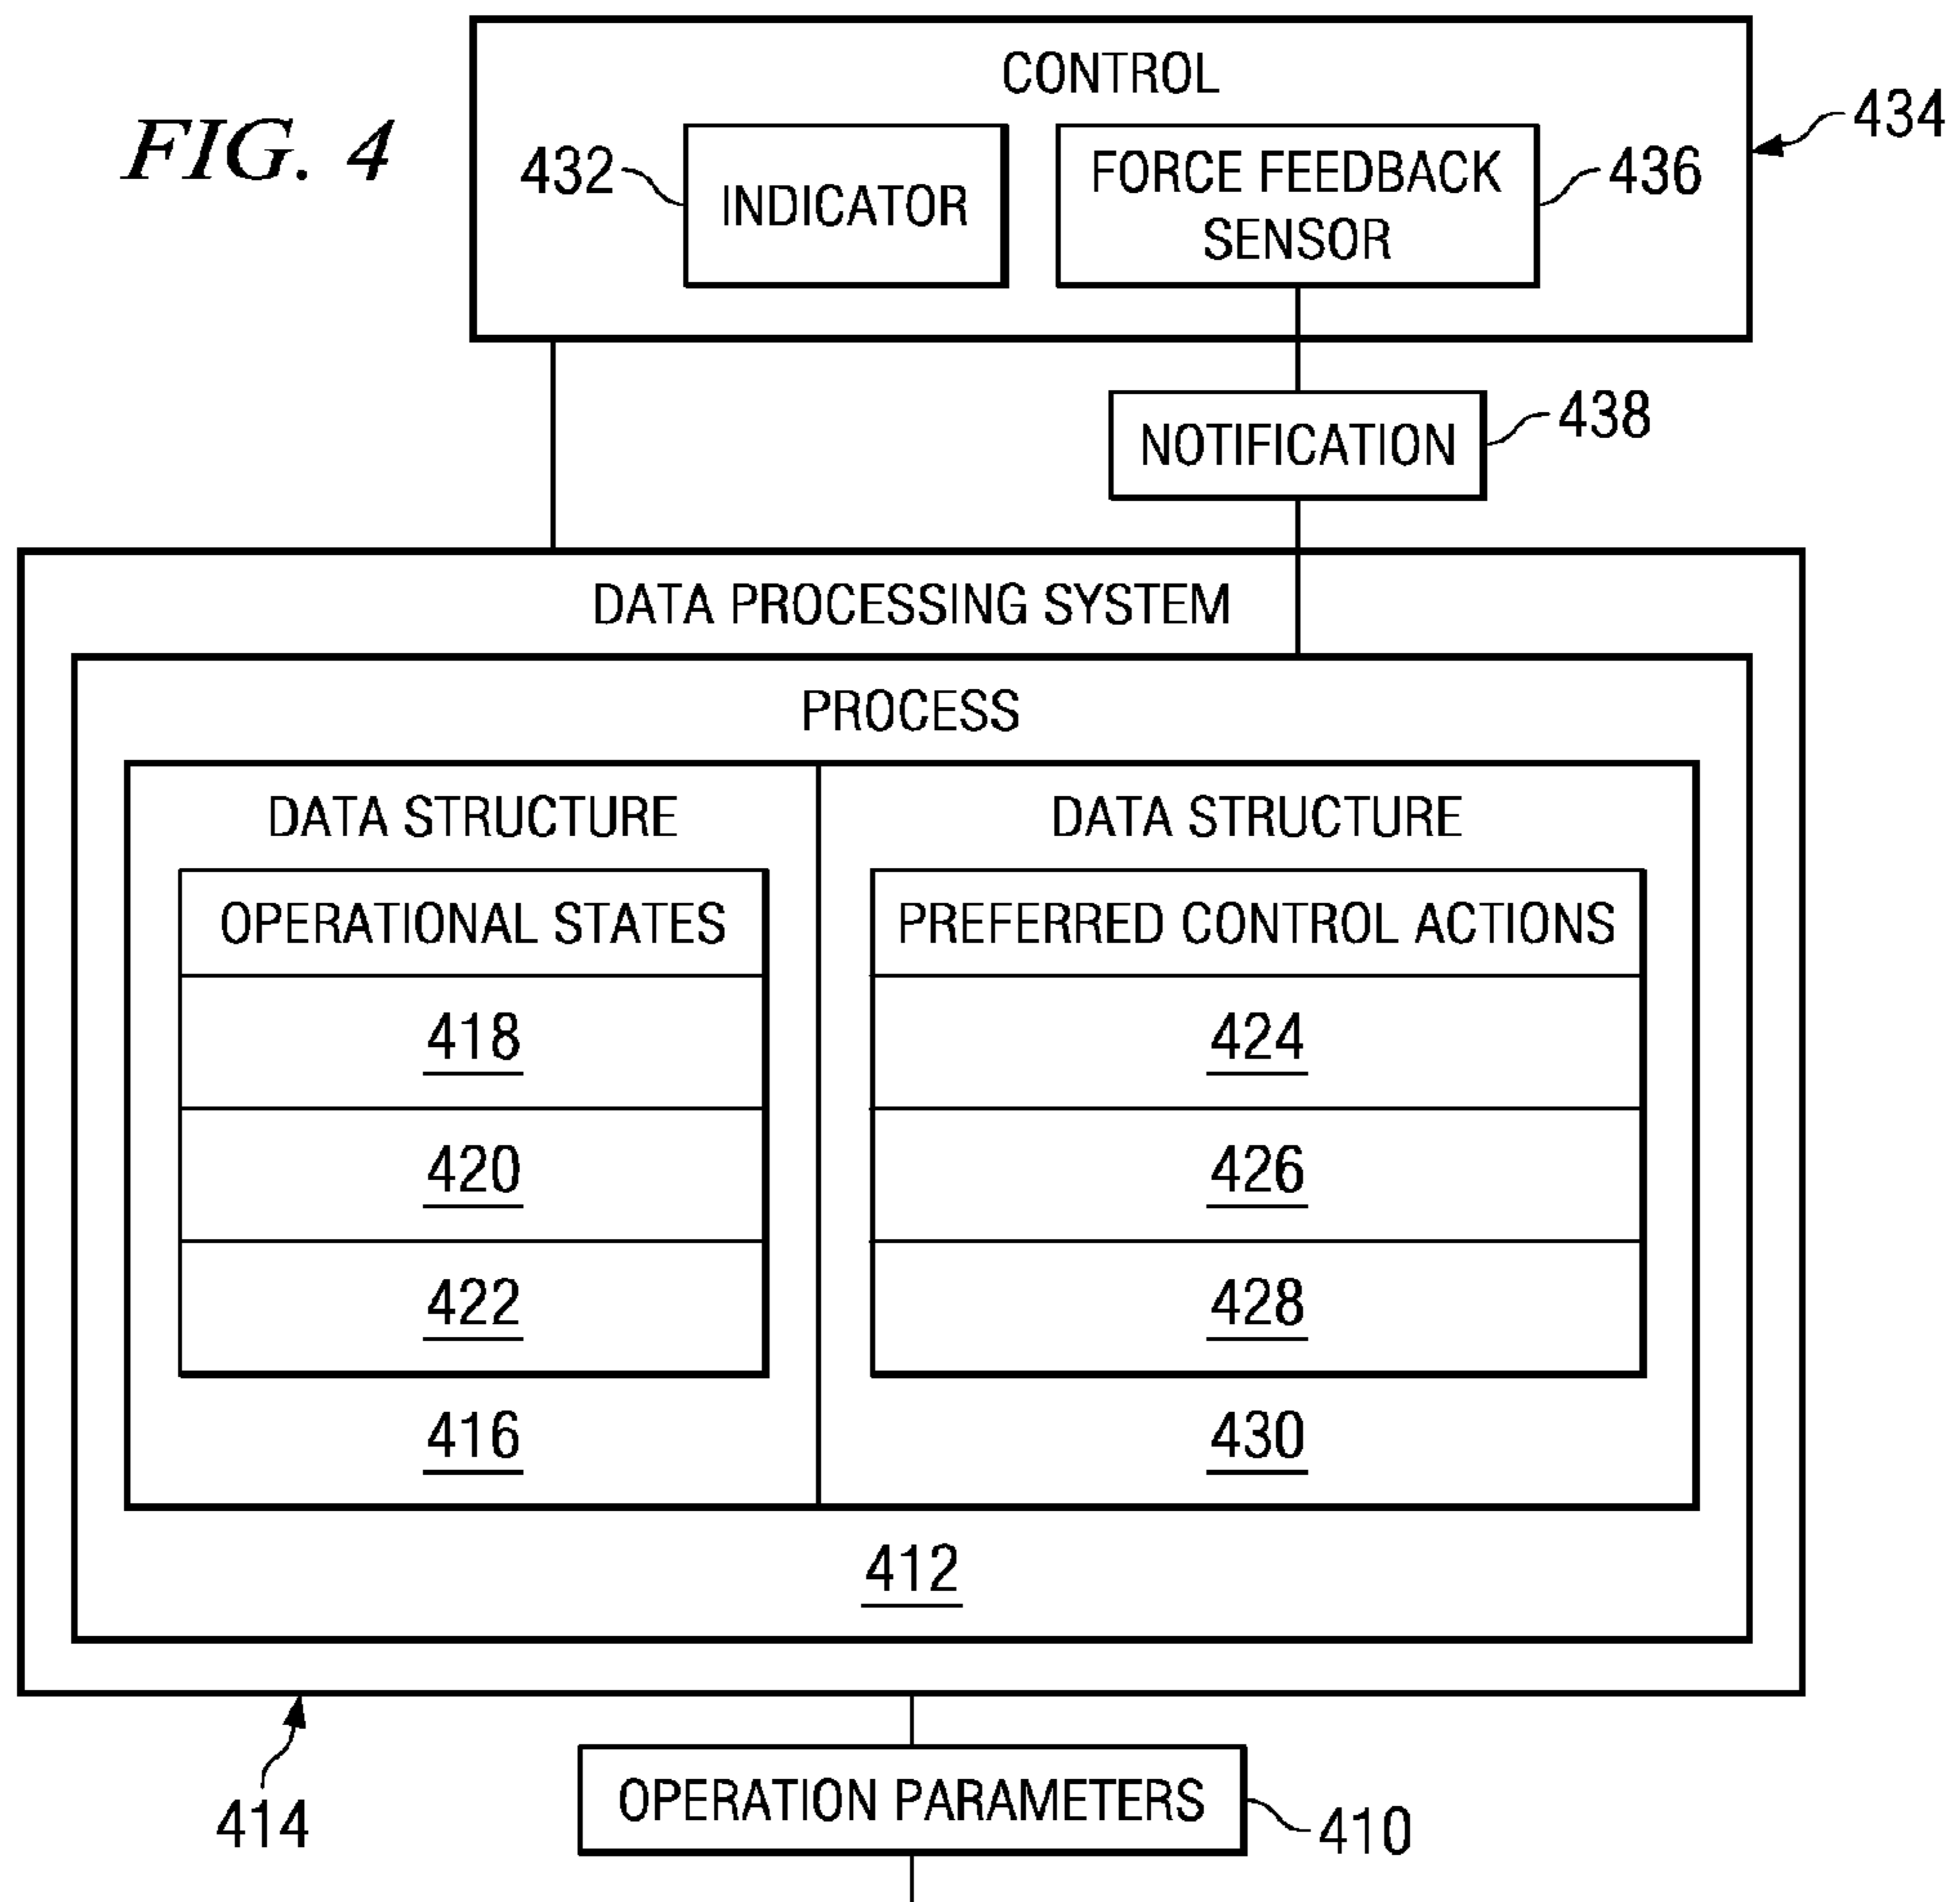 FIG. 4
CONTROL
434
432
INDICATOR
FORCE FEEDBACK
SENSOR
436
NOTIFICATION
438
DATA PROCESSING SYSTEM
PROCESS
DATA STRUCTURE
OPERATIONAL STATES
418
420
422
416
DATA STRUCTURE
PREFERRED CONTROL ACTIONS
424
426
428
430
412
414
OPERATION PARAMETERS
410